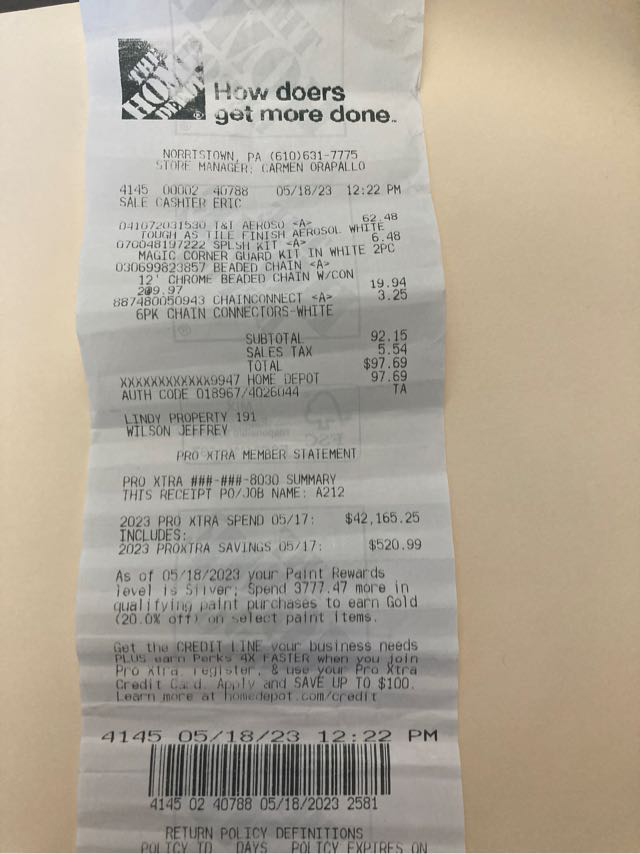 THE HOME DEPOT
How doers
get more done.
NORRISTOWN, PA (610)631-7775
STORE MANAGER: CARMEN ORAPALLO
4145 00002 40788 05/18/23 12:22 PM
SALE CASHIER ERIC
041072031530 T&T AEROSO <A> 62.48
TOUGH AS TILE FINISH AEROSOL WHITE
070048197222 SPLSH KIT <A> 6.48
MAGIC CORNER GUARD KIT IN WHITE 2PC
030699823857 BEADED CHAIN <A>
12' CHROME BEADED CHAIN W/CON
2@9.97 19.94
887480050943 CHAINCONNECT <A> 3.25
6PK CHAIN CONNECTORS-WHITE
SUBTOTAL 92.15
SALES TAX 5.54
TOTAL $97.69
XXXXXXXXXXXX9947 HOME DEPOT 97.69
AUTH CODE 018967/4026044 TA
LINDY PROPERTY 191
WILSON JEFFREY
PRO XTRA MEMBER STATEMENT
PRO XTRA ###-###-8030 SUMMARY
THIS RECEIPT PO/JOB NAME: A212
2023 PRO XTRA SPEND 05/17: $42,165.25
INCLUDES:
2023 PROXTRA SAVINGS 05/17: $520.99
As of 05/18/2023 your Paint Rewards
level is Silver; Spend 3777.47 more in
qualifying paint purchases to earn Gold
(20.0% off) on select paint items.
Get the CREDIT LINE your business needs
PLUS earn Perks 4X FASTER when you join
Pro Xtra, register, & use your Pro Xtra
Credit Card. Apply and SAVE UP TO $100.
Learn more at homedepot.com/credit
4145 05/18/23 12:22 PM
4145 02 40788 05/18/2023 2581
RETURN POLICY DEFINITIONS
POLICY ID DAYS POLICY EXPIRES ON